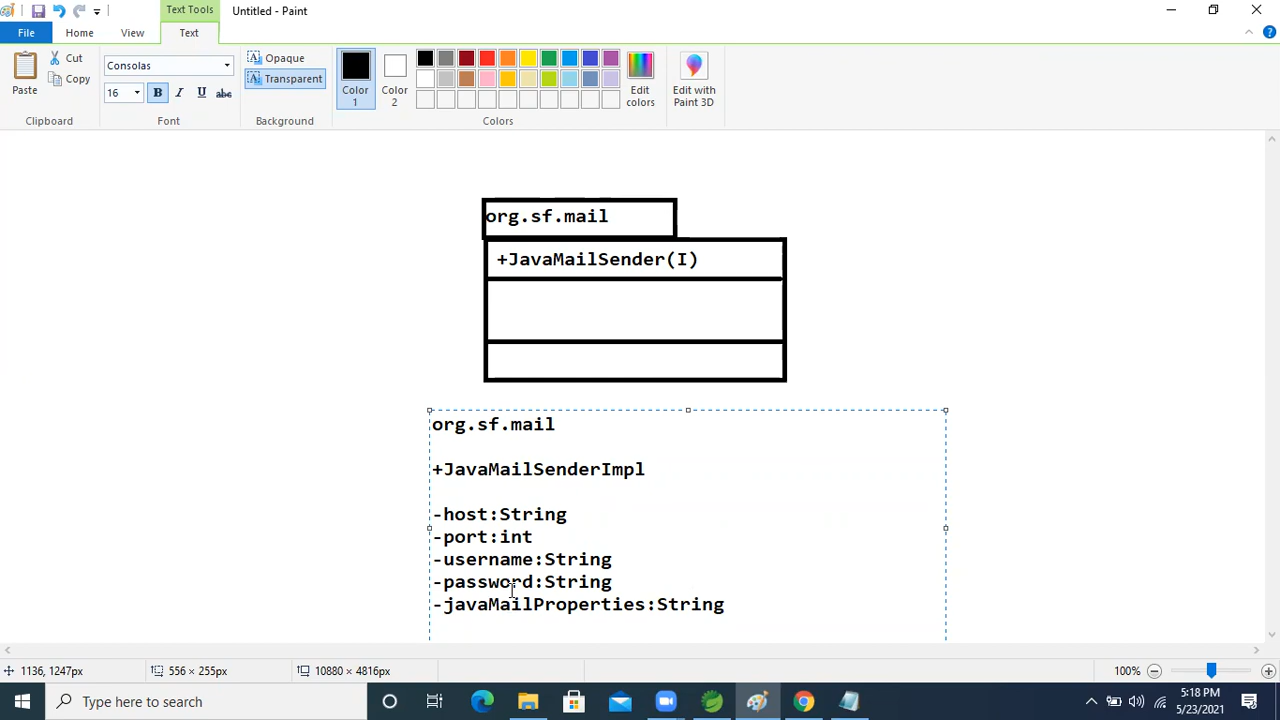 Text Tools
Untitled - Paint
File
Home
View
Text
Paste
Cut
Copy
Clipboard
Consolas
16
B
I
U
abc
Font
Opaque
Transparent
Background
Color 1
Color 2
Edit colors
Colors
Edit with Paint 3D
org.sf.mail
+JavaMailSender(I)
org.sf.mail
+JavaMailSenderImpl
-host:String
-port:int
-username:String
-password:String
-javaMailProperties:String
1136, 1247px
556 × 255px
10880 × 4816px
100%
Type here to search
5:18 PM
5/23/2021